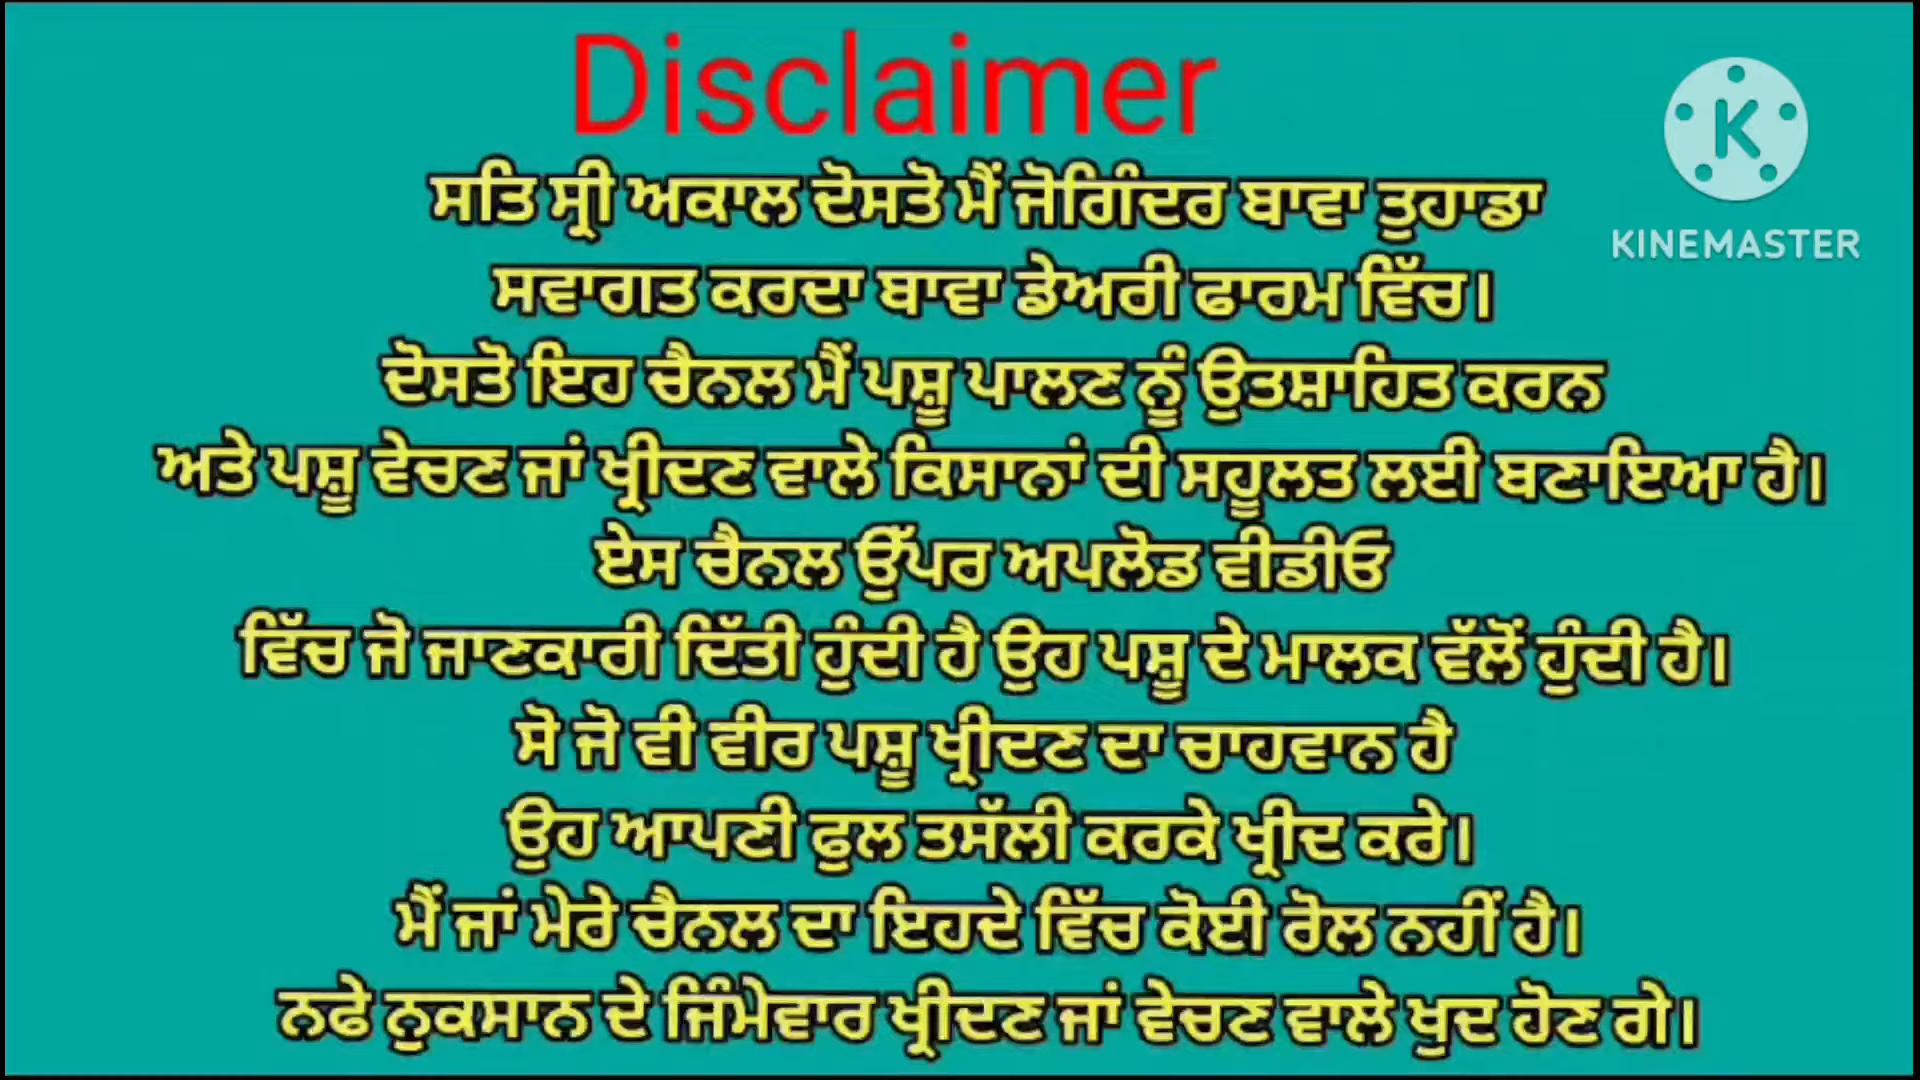 Disclaimer
K
KINEMASTER
ਸਤਿ ਸ੍ਰੀ ਅਕਾਲ ਦੋਸਤੋ ਮੈਂ ਜੋਗਿੰਦਰ ਬਾਵਾ ਤੁਹਾਡਾ
ਸਵਾਗਤ ਕਰਦਾ ਬਾਵਾ ਡੇਅਰੀ ਫਾਰਮ ਵਿੱਚ।
ਦੋਸਤੋ ਇਹ ਚੈਨਲ ਮੈਂ ਪਸ਼ੂ ਪਾਲਣ ਨੂੰ ਉਤਸ਼ਾਹਿਤ ਕਰਨ
ਅਤੇ ਪਸ਼ੂ ਵੇਚਣ ਜਾਂ ਖ੍ਰੀਦਣ ਵਾਲੇ ਕਿਸਾਨਾਂ ਦੀ ਸਹੂਲਤ ਲਈ ਬਣਾਇਆ ਹੈ।
ਏਸ ਚੈਨਲ ਉੱਪਰ ਅਪਲੋਡ ਵੀਡੀਓ
ਵਿੱਚ ਜੋ ਜਾਣਕਾਰੀ ਦਿੱਤੀ ਹੁੰਦੀ ਹੈ ਉਹ ਪਸ਼ੂ ਦੇ ਮਾਲਕ ਵੱਲੋਂ ਹੁੰਦੀ ਹੈ।
ਸੋ ਜੋ ਵੀ ਵੀਰ ਪਸ਼ੂ ਖ੍ਰੀਦਣ ਦਾ ਚਾਹਵਾਨ ਹੈ
ਉਹ ਆਪਣੀ ਫੁਲ ਤਸੱਲੀ ਕਰਕੇ ਖ੍ਰੀਦ ਕਰੇ।
ਮੈਂ ਜਾਂ ਮੇਰੇ ਚੈਨਲ ਦਾ ਇਹਦੇ ਵਿੱਚ ਕੋਈ ਰੋਲ ਨਹੀਂ ਹੈ।
ਨਫੇ ਨੁਕਸਾਨ ਦੇ ਜਿੰਮੇਵਾਰ ਖ੍ਰੀਦਣ ਜਾਂ ਵੇਚਣ ਵਾਲੇ ਖੁਦ ਹੋਣ ਗੇ।